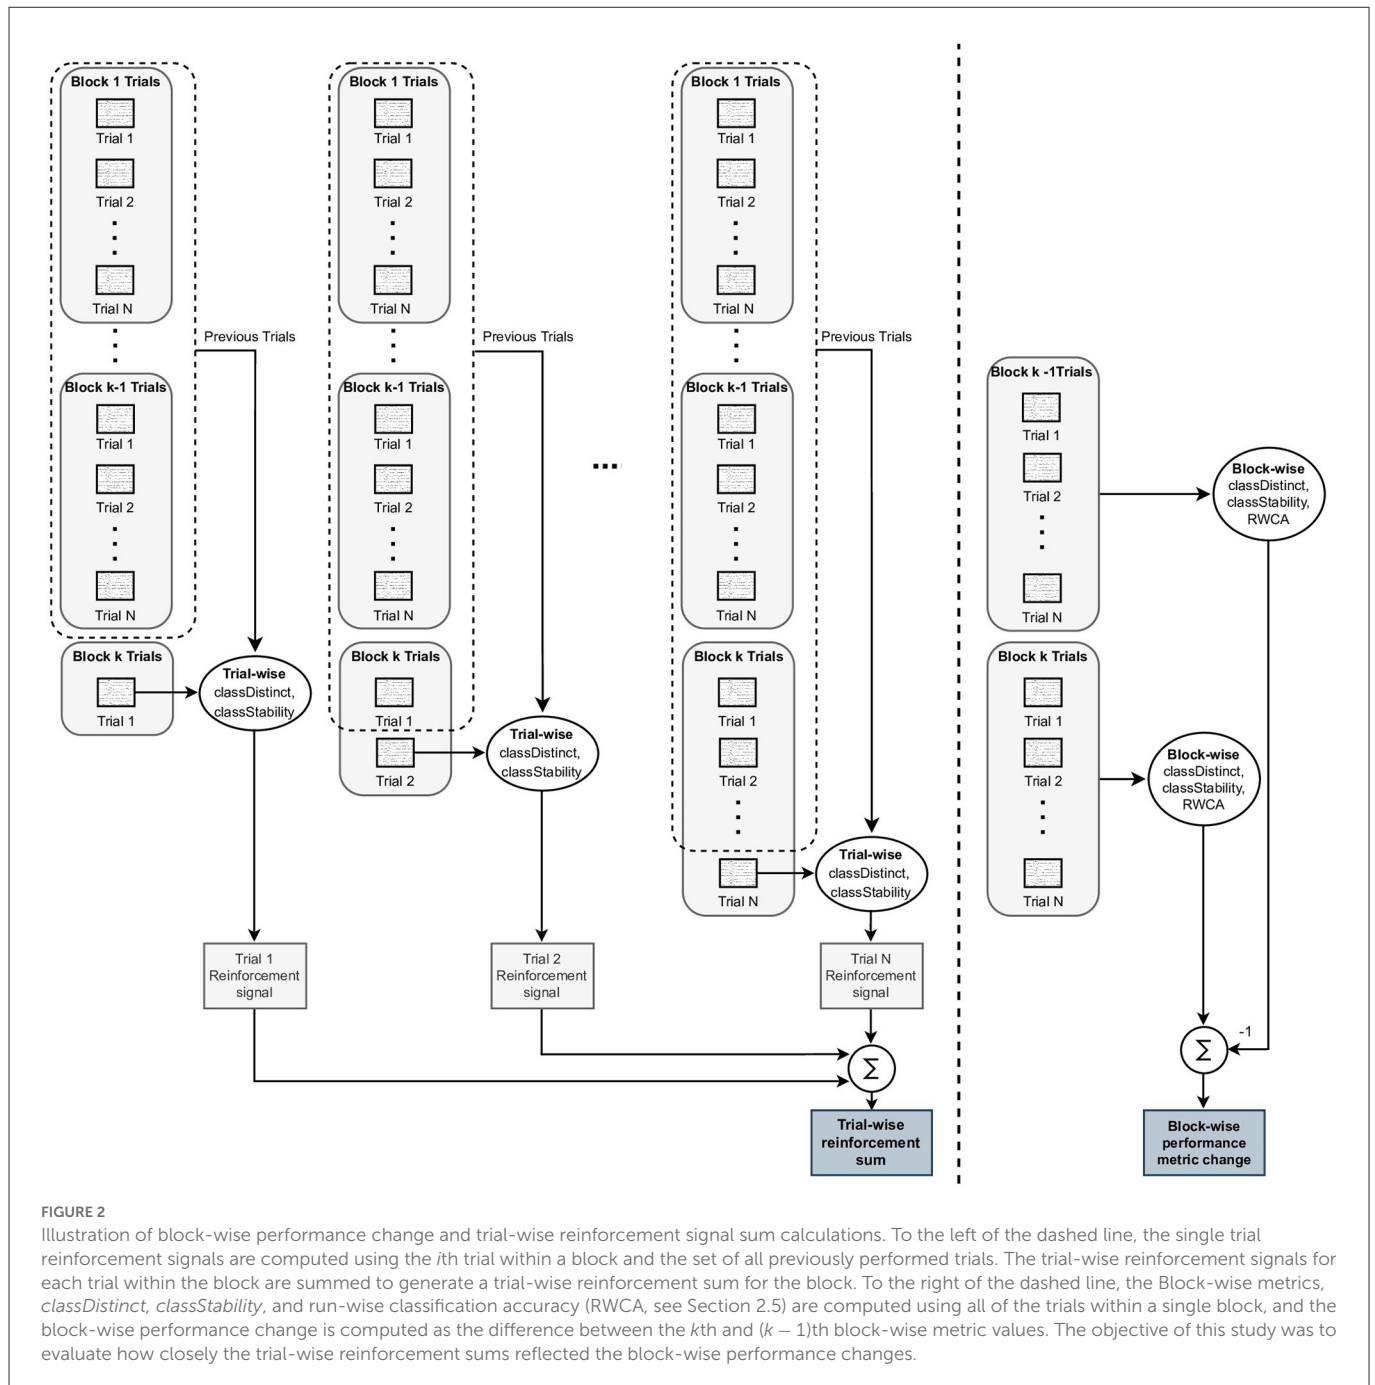 Block 1 Trials
Trial 1
Trial 2
Trial N
Block k-1 Trials
Trial 1
Trial 2
Trial N
Block k Trials
Trial 1
Previous Trials
Trial-wise
classDistinct,
classStability
Trial 1
Reinforcement
signal
Block 1 Trials
Trial 1
Trial 2
Trial N
Block k-1 Trials
Trial 1
Trial 2
Trial N
Block k Trials
Trial 1
Trial 2
Previous Trials
Trial-wise
classDistinct,
classStability
Trial 2
Reinforcement
signal
Block 1 Trials
Trial 1
Trial 2
Trial N
Block k-1 Trials
Trial 1
Trial 2
Trial N
Block k Trials
Trial 1
Trial 2
Trial N
Previous Trials
Trial-wise
classDistinct,
classStability
Trial N
Reinforcement
signal
Σ
Trial-wise
reinforcement
sum
Block k -1Trials
Trial 1
Trial 2
Trial N
Block-wise
classDistinct,
classStability,
RWCA
Block k Trials
Trial 1
Trial 2
Trial N
Block-wise
classDistinct,
classStability,
RWCA
-1
Σ
Block-wise
performance
metric change
FIGURE 2
Illustration of block-wise performance change and trial-wise reinforcement signal sum calculations. To the left of the dashed line, the single trial
reinforcement signals are computed using the ith trial within a block and the set of all previously performed trials. The trial-wise reinforcement signals for
each trial within the block are summed to generate a trial-wise reinforcement sum for the block. To the right of the dashed line, the Block-wise metrics,
classDistinct, classStability, and run-wise classification accuracy (RWCA, see Section 2.5) are computed using all of the trials within a single block, and the
block-wise performance change is computed as the difference between the kth and (k − 1)th block-wise metric values. The objective of this study was to
evaluate how closely the trial-wise reinforcement sums reflected the block-wise performance changes.